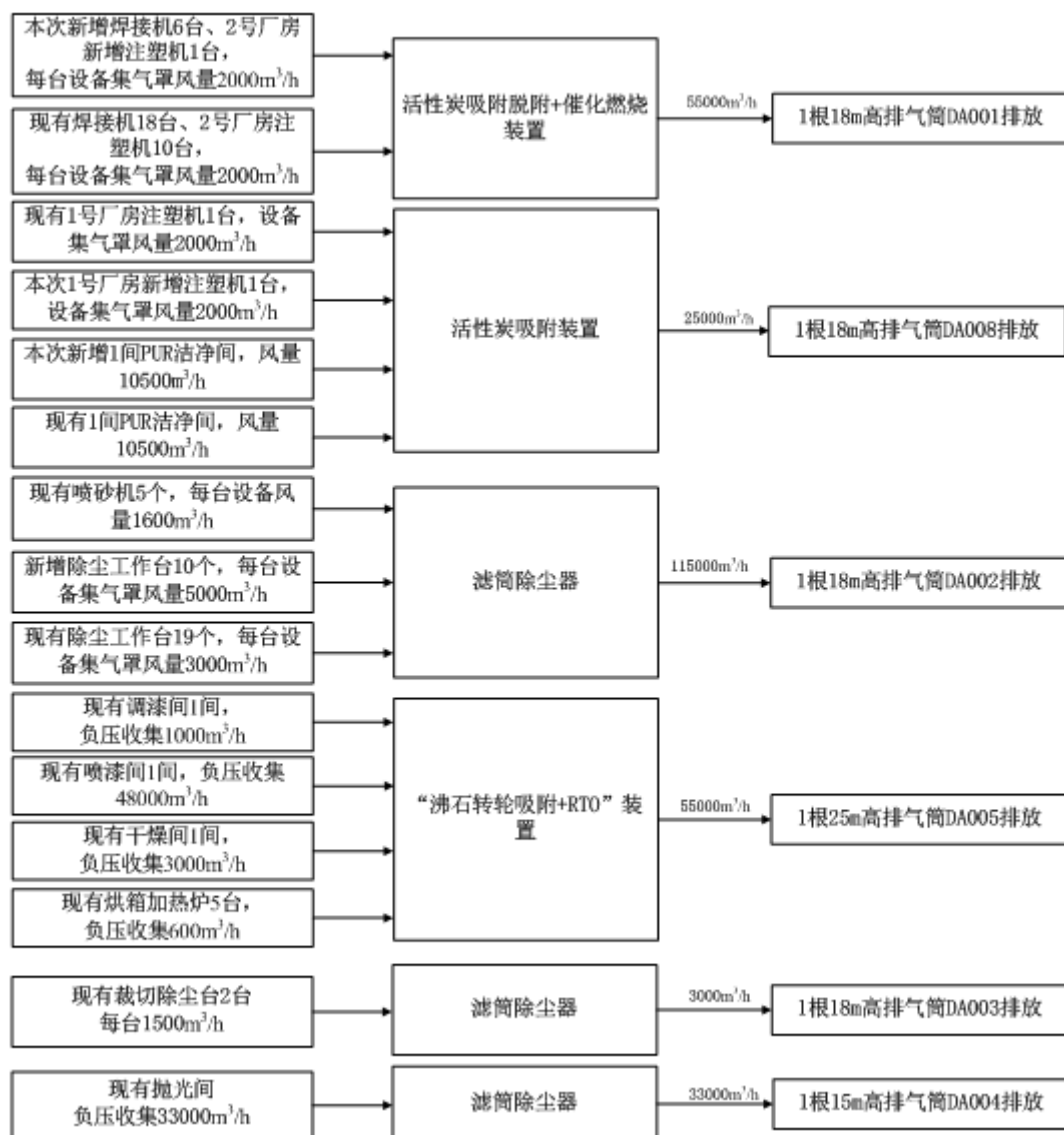 本次新增焊接机6台、2号厂房
新增注塑机1台，
每台设备集气罩风量2000m³/h
现有焊接机18台、2号厂房注
塑机10台，
每台设备集气罩风量2000m³/h
活性炭吸附脱附+催化燃烧
装置
55000m³/h
1根18m高排气筒DA001排放
现有1号厂房注塑机1台，设备
集气罩风量2000m³/h
本次1号厂房新增注塑机1台，
设备集气罩风量2000m³/h
本次新增1间PUR洁净间，风量
10500m³/h
现有1间PUR洁净间，风量
10500m³/h
活性炭吸附装置
25000m³/h
1根18m高排气筒DA008排放
现有喷砂机5个，每台设备风
量1600m³/h
新增除尘工作台10个，每台设
备集气罩风量5000m³/h
现有除尘工作台19个，每台设
备集气罩风量3000m³/h
滤筒除尘器
115000m³/h
1根18m高排气筒DA002排放
现有调漆间1间，
负压收集1000m³/h
现有喷漆间1间，负压收集
48000m³/h
现有干燥间1间，
负压收集3000m³/h
现有烘箱加热炉5台，
负压收集600m³/h
“沸石转轮吸附+RTO”装
置
55000m³/h
1根25m高排气筒DA005排放
现有裁切除尘台2台
每台1500m³/h
滤筒除尘器
3000m³/h
1根18m高排气筒DA003排放
现有抛光间
负压收集33000m³/h
滤筒除尘器
33000m³/h
1根15m高排气筒DA004排放